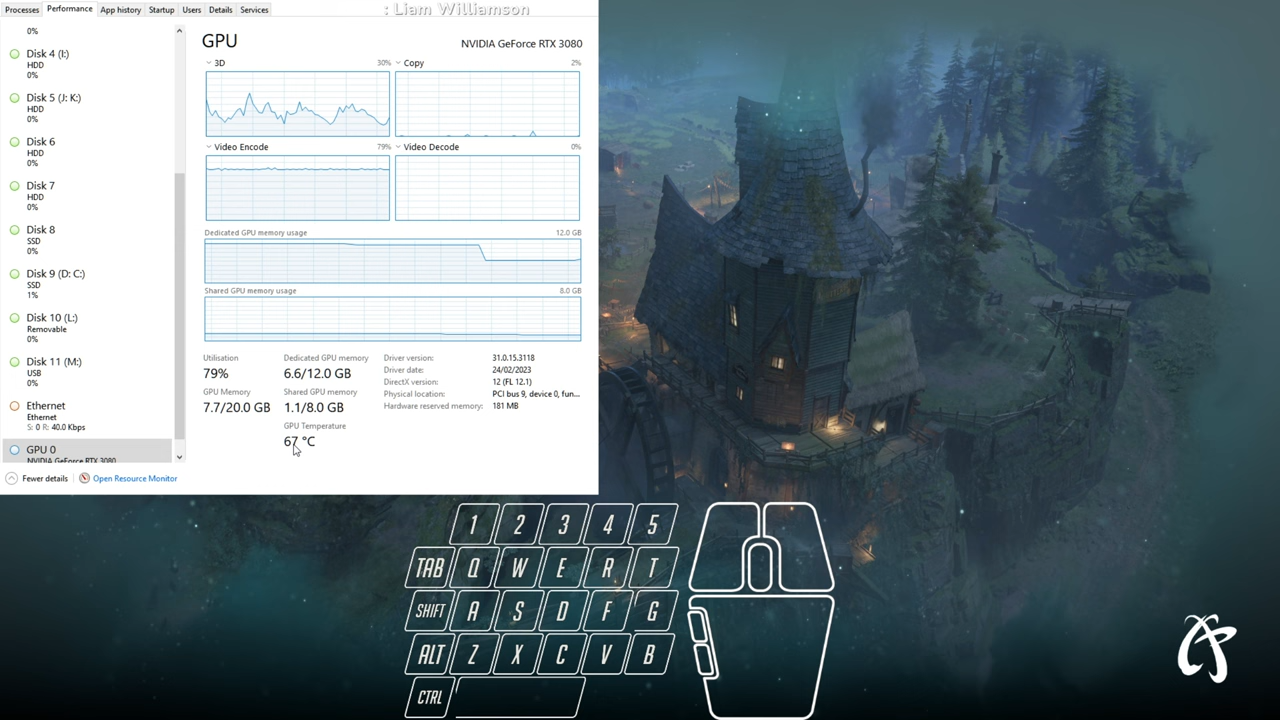 Processes Performance App history Startup Users Details Services
: Liam Williamson
0%
Disk 4 (I:)
HDD
0%
Disk 5 (J: K:)
HDD
0%
Disk 6
HDD
0%
Disk 7
HDD
0%
Disk 8
SSD
0%
Disk 9 (D: C:)
SSD
1%
Disk 10 (L:)
Removable
0%
Disk 11 (M:)
USB
0%
Ethernet
Ethernet
S: 0 R: 40.0 Kbps
GPU 0
NVIDIA GeForce RTX 3080
Fewer details Open Resource Monitor
GPU NVIDIA GeForce RTX 3080
3D 30% Copy 2%
Video Encode 79% Video Decode 0%
Dedicated GPU memory usage 12.0 GB
Shared GPU memory usage 8.0 GB
Utilisation
79%
GPU Memory
7.7/20.0 GB
Dedicated GPU memory
6.6/12.0 GB
Shared GPU memory
1.1/8.0 GB
GPU Temperature
67 °C
Driver version: 31.0.15.3118
Driver date: 24/02/2023
DirectX version: 12 (FL 12.1)
Physical location: PCI bus 9, device 0, fun...
Hardware reserved memory: 181 MB
1 2 3 4 5
TAB Q W E R T
SHIFT A S D F G
ALT Z X C V B
CTRL